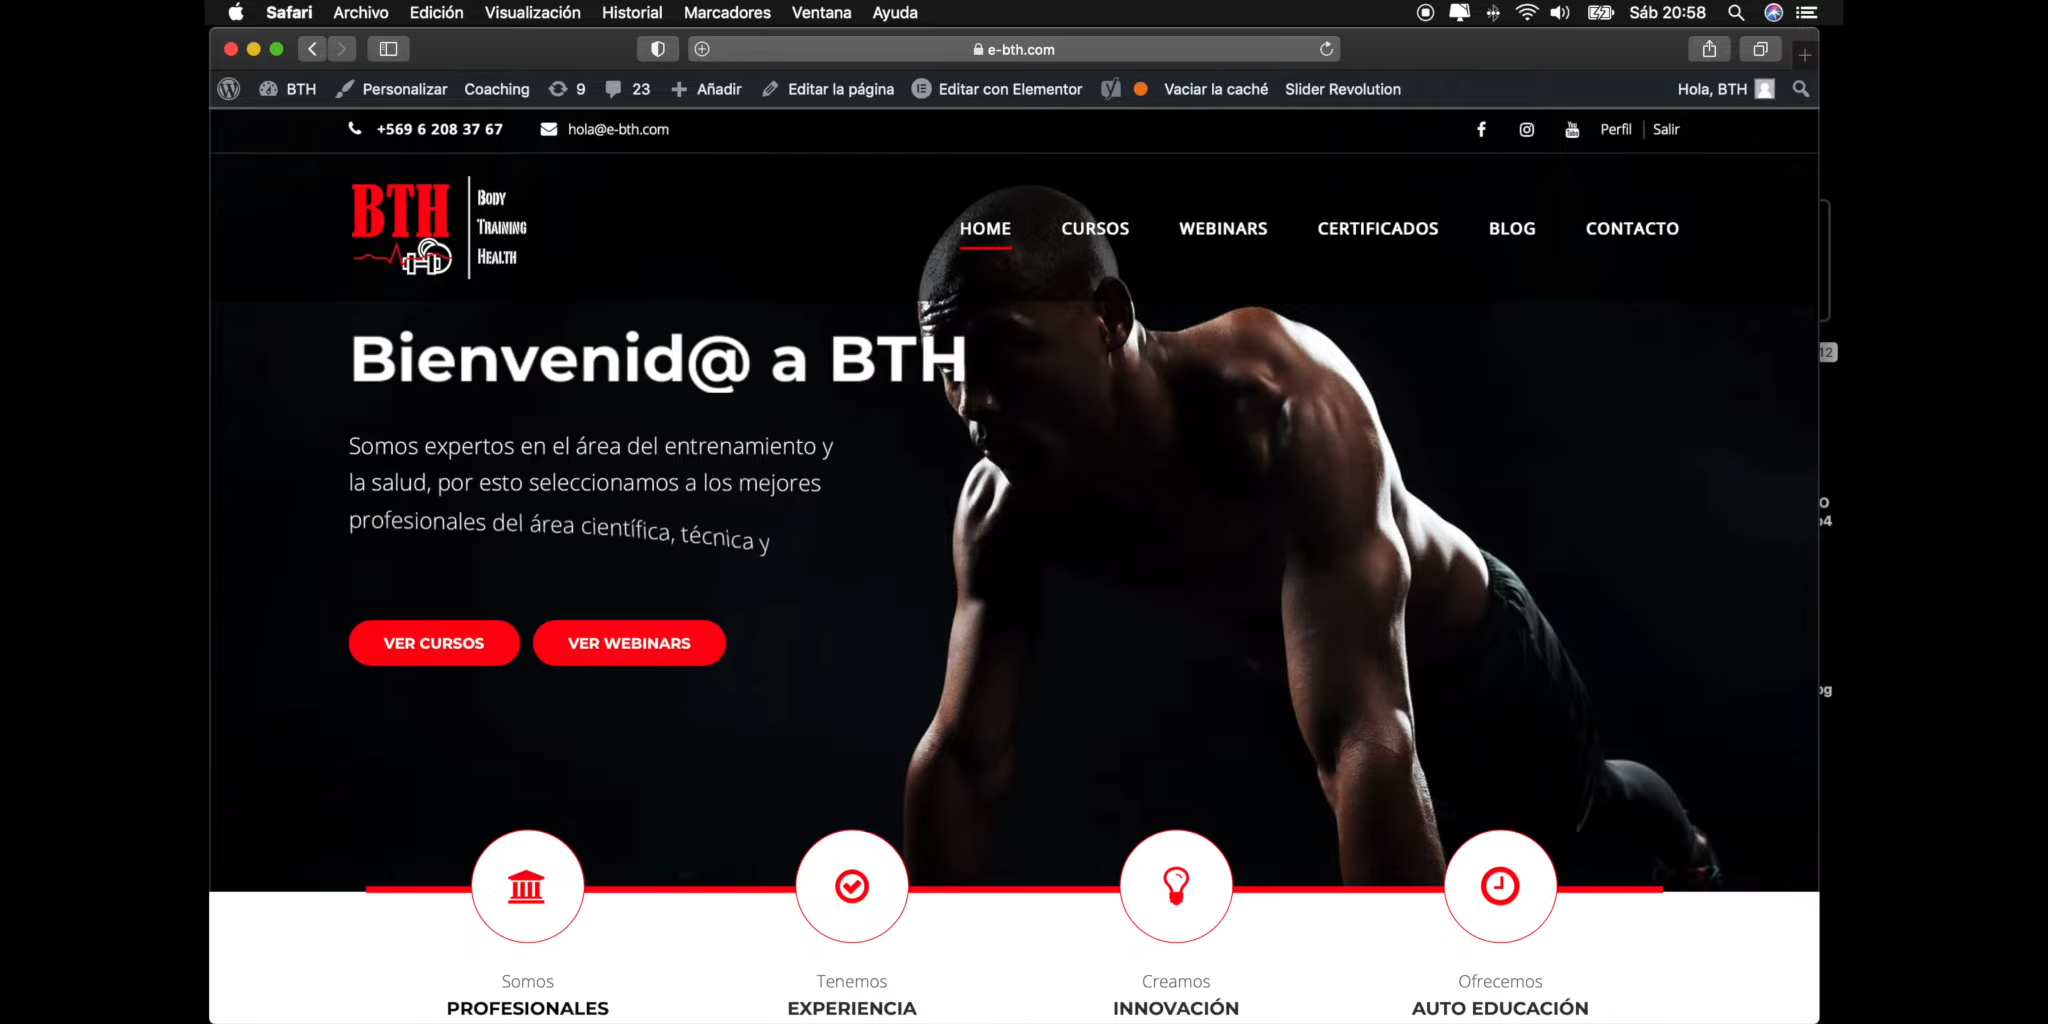 Safari Archivo Edición Visualización Historial Marcadores Ventana Ayuda Sáb 20:58
e-bth.com
BTH Personalizar Coaching 9 23 Añadir Editar la página Editar con Elementor Vaciar la caché Slider Revolution Hola, BTH
+569 6 208 37 67 hola@e-bth.com You Tube Perfil Salir
BTH
Body
Training
Health
HOME CURSOS WEBINARS CERTIFICADOS BLOG CONTACTO
Bienvenid@ a BTH
12
Somos expertos en el área del entrenamiento y
la salud, por esto seleccionamos a los mejores
profesionales del área científica, técnica y
VER CURSOS VER WEBINARS
Somos
PROFESIONALES
Tenemos
EXPERIENCIA
Creamos
INNOVACIÓN
Ofrecemos
AUTO EDUCACIÓN